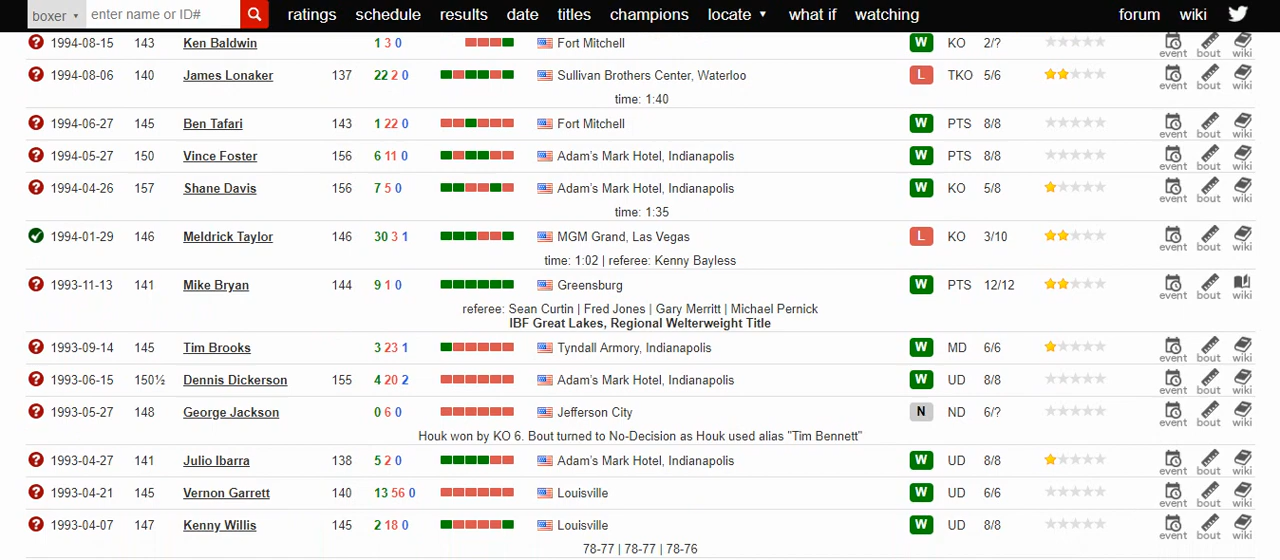 boxer enter name or ID# ratings schedule results date titles champions locate what if watching forum wiki
1994-08-15 143 Ken Baldwin 1 3 0 Fort Mitchell W KO 2/? event bout wiki
1994-08-06 140 James Lonaker 137 22 2 0 Sullivan Brothers Center, Waterloo L TKO 5/6 event bout wiki
time: 1:40
1994-06-27 145 Ben Tafari 143 1 22 0 Fort Mitchell W PTS 8/8 event bout wiki
1994-05-27 150 Vince Foster 156 6 11 0 Adam's Mark Hotel, Indianapolis W PTS 8/8 event bout wiki
1994-04-26 157 Shane Davis 156 7 5 0 Adam's Mark Hotel, Indianapolis W KO 5/8 event bout wiki
time: 1:35
1994-01-29 146 Meldrick Taylor 146 30 3 1 MGM Grand, Las Vegas L KO 3/10 event bout wiki
time: 1:02 | referee: Kenny Bayless
1993-11-13 141 Mike Bryan 144 9 1 0 Greensburg W PTS 12/12 event bout wiki
referee: Sean Curtin | Fred Jones | Gary Merritt | Michael Pernick
IBF Great Lakes, Regional Welterweight Title
1993-09-14 145 Tim Brooks 3 23 1 Tyndall Armory, Indianapolis W MD 6/6 event bout wiki
1993-06-15 150½ Dennis Dickerson 155 4 20 2 Adam's Mark Hotel, Indianapolis W UD 8/8 event bout wiki
1993-05-27 148 George Jackson 0 6 0 Jefferson City N ND 6/? event bout wiki
Houk won by KO 6. Bout turned to No-Decision as Houk used alias "Tim Bennett"
1993-04-27 141 Julio Ibarra 138 5 2 0 Adam's Mark Hotel, Indianapolis W UD 8/8 event bout wiki
1993-04-21 145 Vernon Garrett 140 13 56 0 Louisville W UD 6/6 event bout wiki
1993-04-07 147 Kenny Willis 145 2 18 0 Louisville W UD 8/8 event bout wiki
78-77 | 78-77 | 78-76